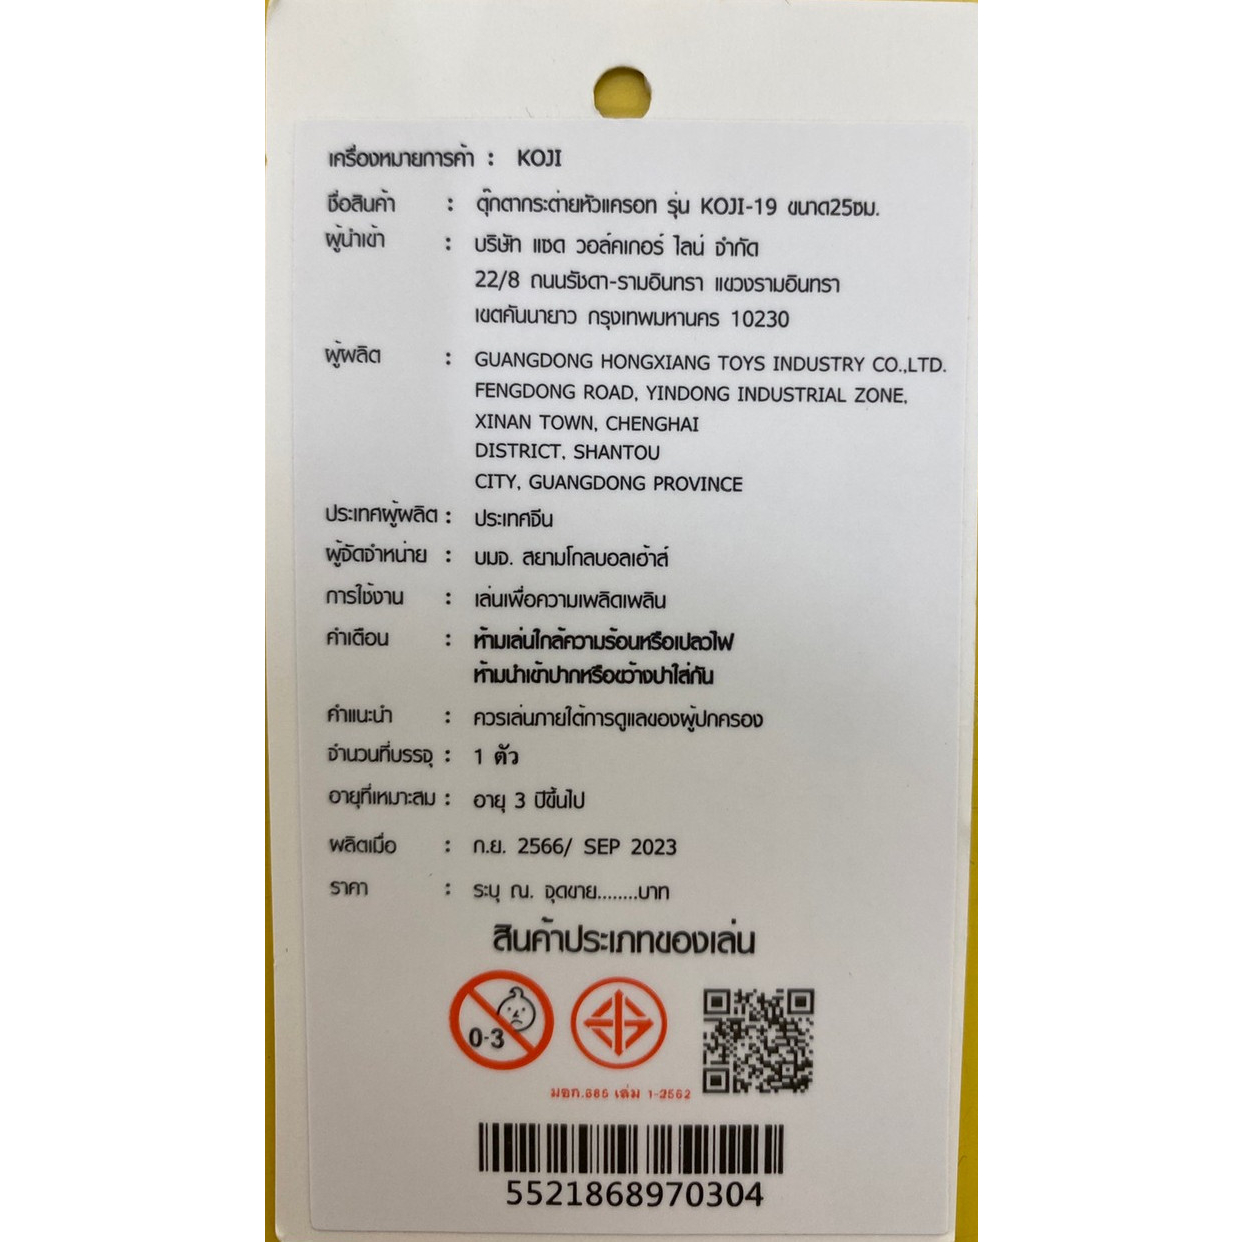 เครื่องหมายการค้า : KOJI
ชื่อสินค้า : ตุ๊กตากระต่ายหัวแครอท รุ่น KOJI-19 ขนาด25ซม.
ผู้นำเข้า : บริษัท แซด วอล์คเกอร์ ไลน์ จำกัด
22/8 ถนนรัชดา-รามอินทรา แขวงรามอินทรา
เขตคันนายาว กรุงเทพมหานคร 10230
ผู้ผลิต : GUANGDONG HONGXIANG TOYS INDUSTRY CO.,LTD.
FENGDONG ROAD, YINDONG INDUSTRIAL ZONE,
XINAN TOWN, CHENGHAI
DISTRICT, SHANTOU
CITY, GUANGDONG PROVINCE
ประเทศผู้ผลิต : ประเทศจีน
ผู้จัดจำหน่าย : บมจ. สยามโกลบอลเฮ้าส์
การใช้งาน : เล่นเพื่อความเพลิดเพลิน
คำเตือน : ห้ามเล่นใกล้ความร้อนหรือเปลวไฟ
ห้ามนำเข้าปากหรือขว้างปาใส่กัน
คำแนะนำ : ควรเล่นภายใต้การดูแลของผู้ปกครอง
จำนวนที่บรรจุ : 1 ตัว
อายุที่เหมาะสม : อายุ 3 ปีขึ้นไป
ผลิตเมื่อ : ก.ย. 2566/ SEP 2023
ราคา : ระบุ ณ. จุดขาย........บาท
สินค้าประเภทของเล่น
0-3
มอก.685 เล่ม 1-2562
5521868970304